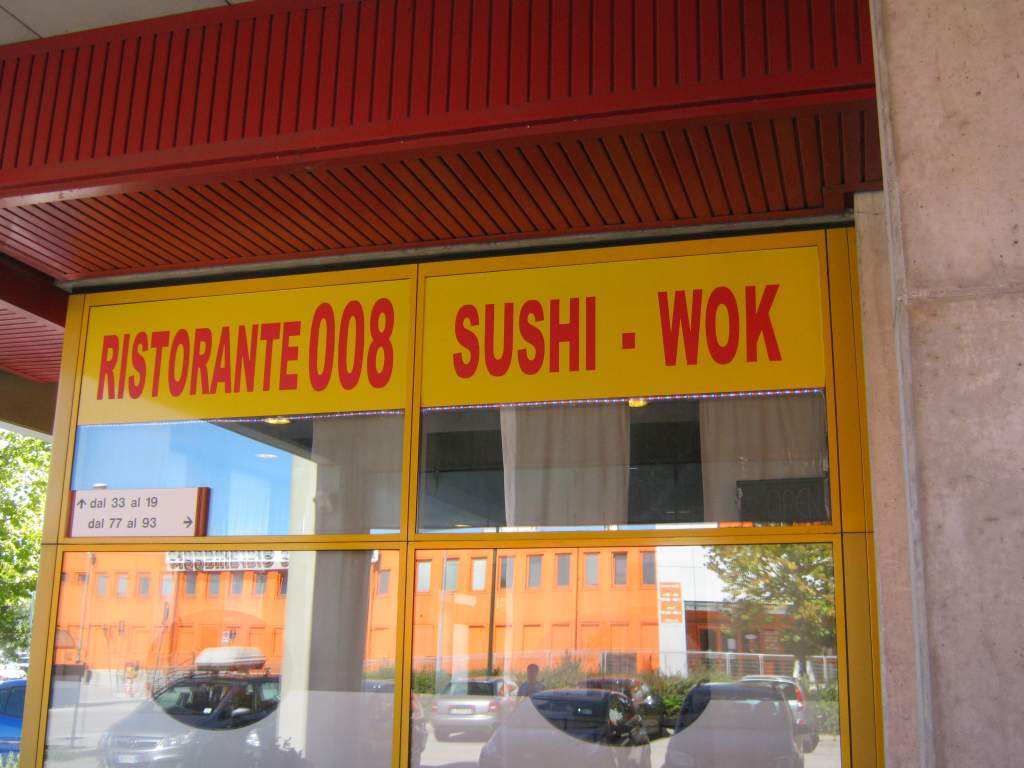 RISTORANTE 008
SUSHI - WOK
↑ dal 33 al 19
dal 77 al 93 →